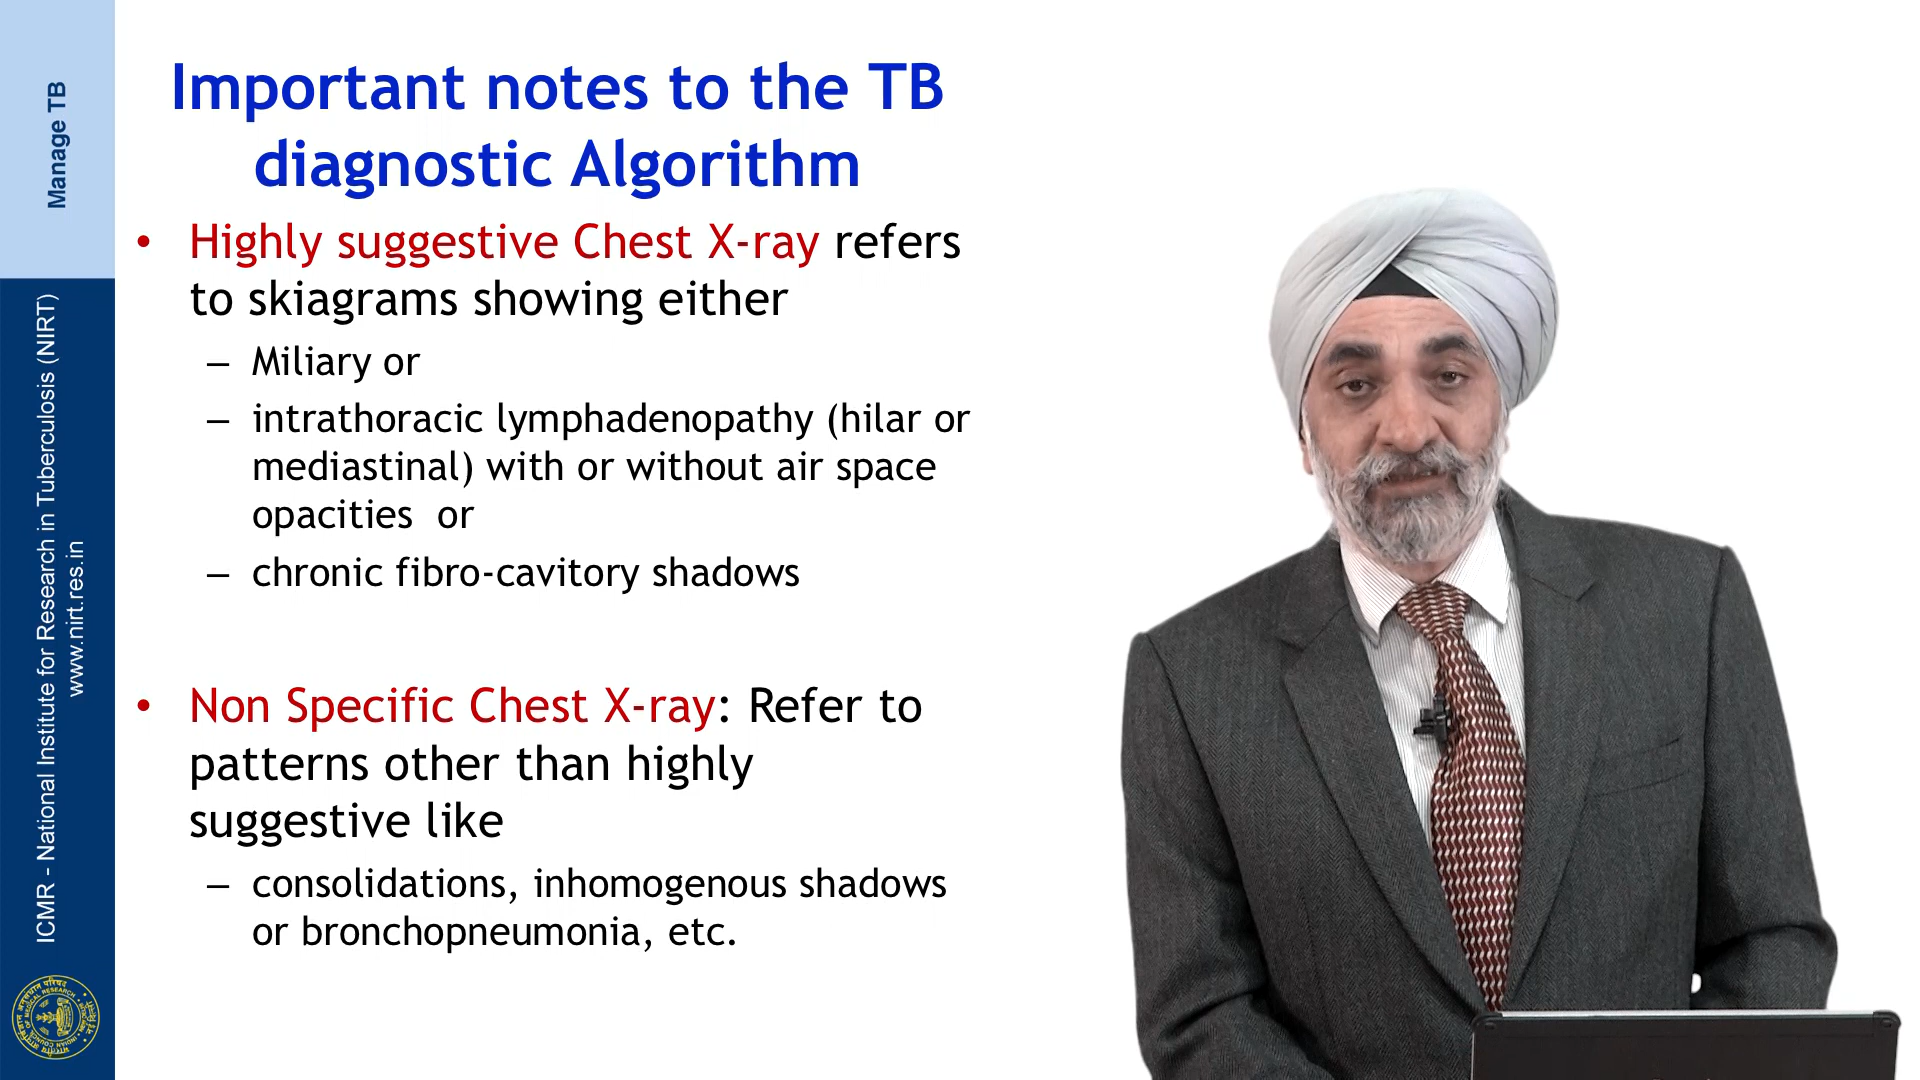 Manage TB
ICMR - National Institute for Research in Tuberculosis (NIRT)
www.nirt.res.in
Important notes to the TB
diagnostic Algorithm
• Highly suggestive Chest X-ray refers
to skiagrams showing either
– Miliary or
– intrathoracic lymphadenopathy (hilar or
mediastinal) with or without air space
opacities or
– chronic fibro-cavitory shadows
• Non Specific Chest X-ray: Refer to
patterns other than highly
suggestive like
– consolidations, inhomogenous shadows
or bronchopneumonia, etc.